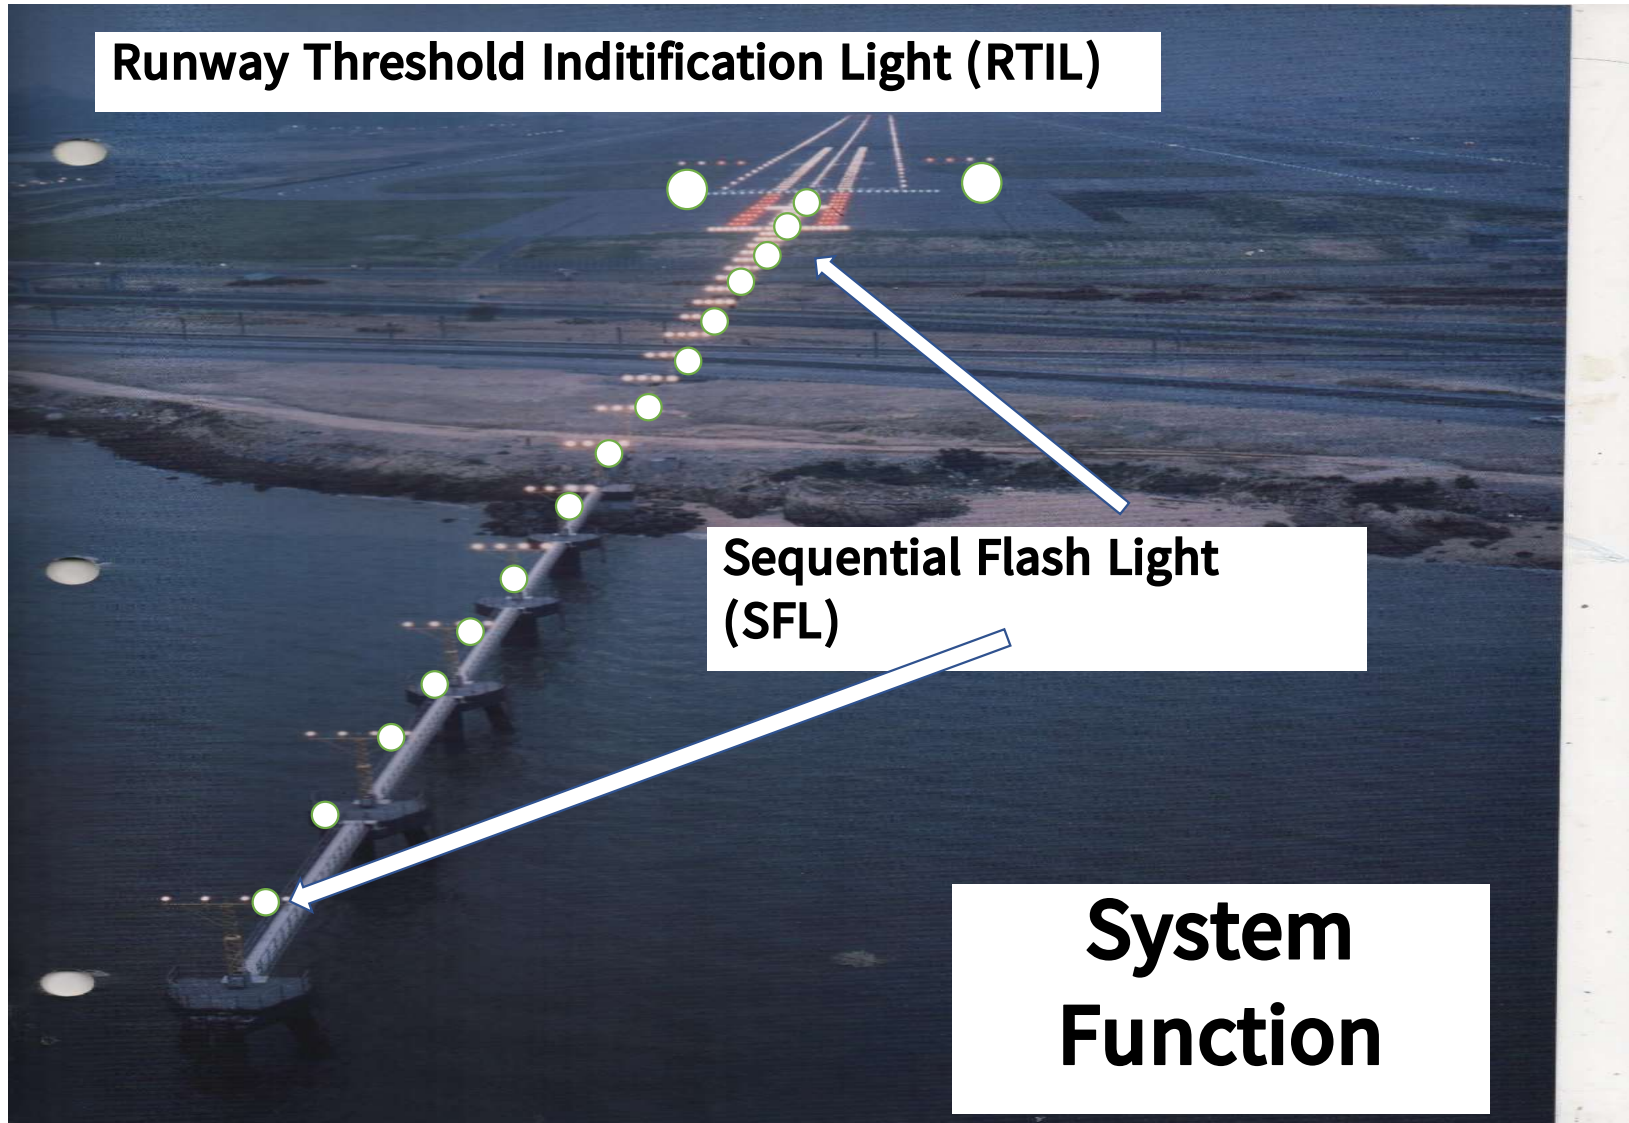 Runway Threshold Inditification Light (RTIL)
Sequential Flash Light
(SFL)
System
Function